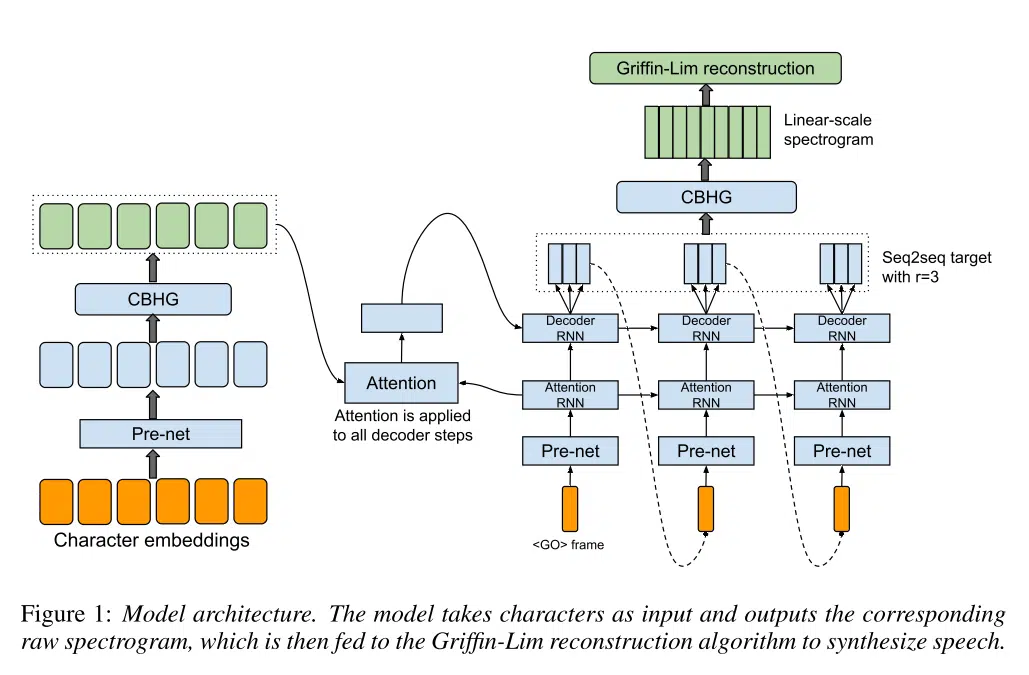 Griffin-Lim reconstruction
Linear-scale
spectrogram
CBHG
Seq2seq target
with r=3
CBHG
Pre-net
Character embeddings
Attention
Attention is applied
to all decoder steps
Decoder
RNN
Decoder
RNN
Decoder
RNN
Attention
RNN
Attention
RNN
Attention
RNN
Pre-net
Pre-net
Pre-net
<GO> frame
Figure 1: Model architecture. The model takes characters as input and outputs the corresponding
raw spectrogram, which is then fed to the Griffin-Lim reconstruction algorithm to synthesize speech.